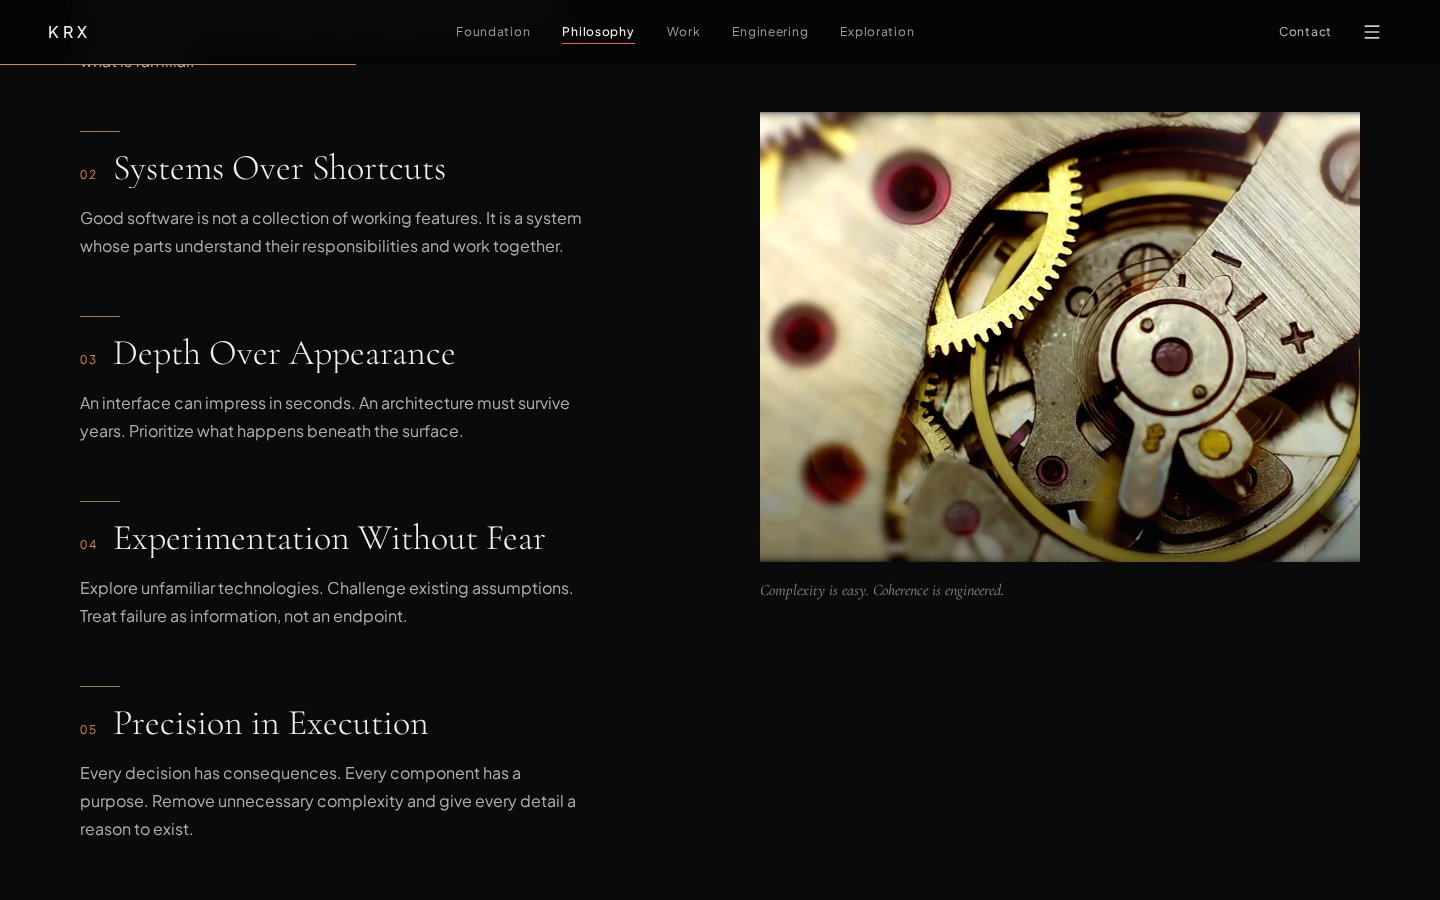 KRX
Foundation
Philosophy
Work
Engineering
Exploration
Contact
what is familiar.
02 Systems Over Shortcuts
Good software is not a collection of working features. It is a system
whose parts understand their responsibilities and work together.
03 Depth Over Appearance
An interface can impress in seconds. An architecture must survive
years. Prioritize what happens beneath the surface.
04 Experimentation Without Fear
Explore unfamiliar technologies. Challenge existing assumptions.
Treat failure as information, not an endpoint.
05 Precision in Execution
Every decision has consequences. Every component has a
purpose. Remove unnecessary complexity and give every detail a
reason to exist.
Complexity is easy. Coherence is engineered.